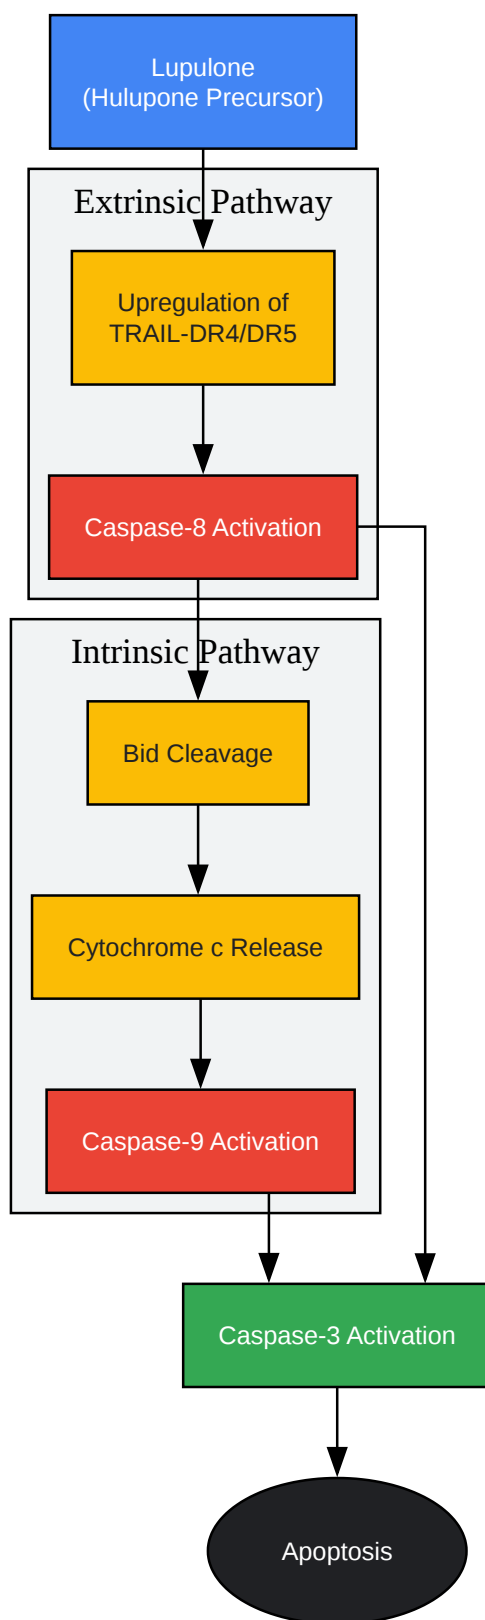 Lupulone
(Hulupone Precursor)
Extrinsic Pathway
Upregulation of
TRAIL-DR4/DR5
Caspase-8 Activation
Intrinsic Pathway
Bid Cleavage
Cytochrome c Release
Caspase-9 Activation
Caspase-3 Activation
Apoptosis